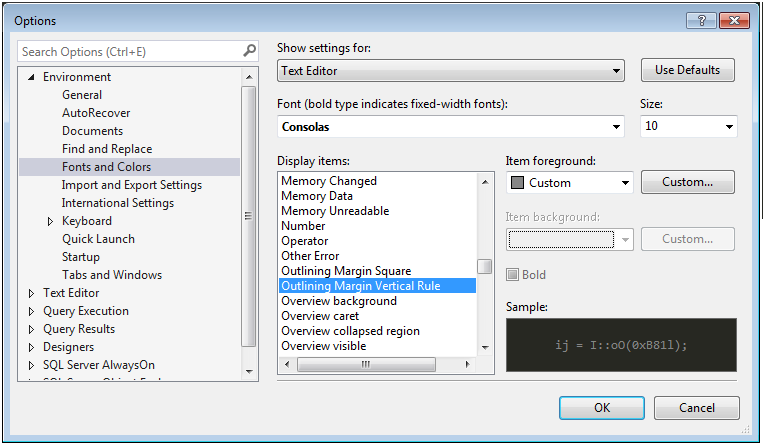 Options
Search Options (Ctrl+E)
Environment
General
AutoRecover
Documents
Find and Replace
Fonts and Colors
Import and Export Settings
International Settings
Keyboard
Quick Launch
Startup
Tabs and Windows
Text Editor
Query Execution
Query Results
Designers
SQL Server AlwaysOn
Show settings for:
Text Editor
Use Defaults
Font (bold type indicates fixed-width fonts):
Size:
Consolas
10
Display items:
Memory Changed
Memory Data
Memory Unreadable
Number
Operator
Other Error
Outlining Margin Square
Outlining Margin Vertical Rule
Overview background
Overview caret
Overview collapsed region
Overview visible
Item foreground:
Custom
Custom...
Item background:
Custom...
Bold
Sample:
ij = I::oO(0xB81l);
OK
Cancel